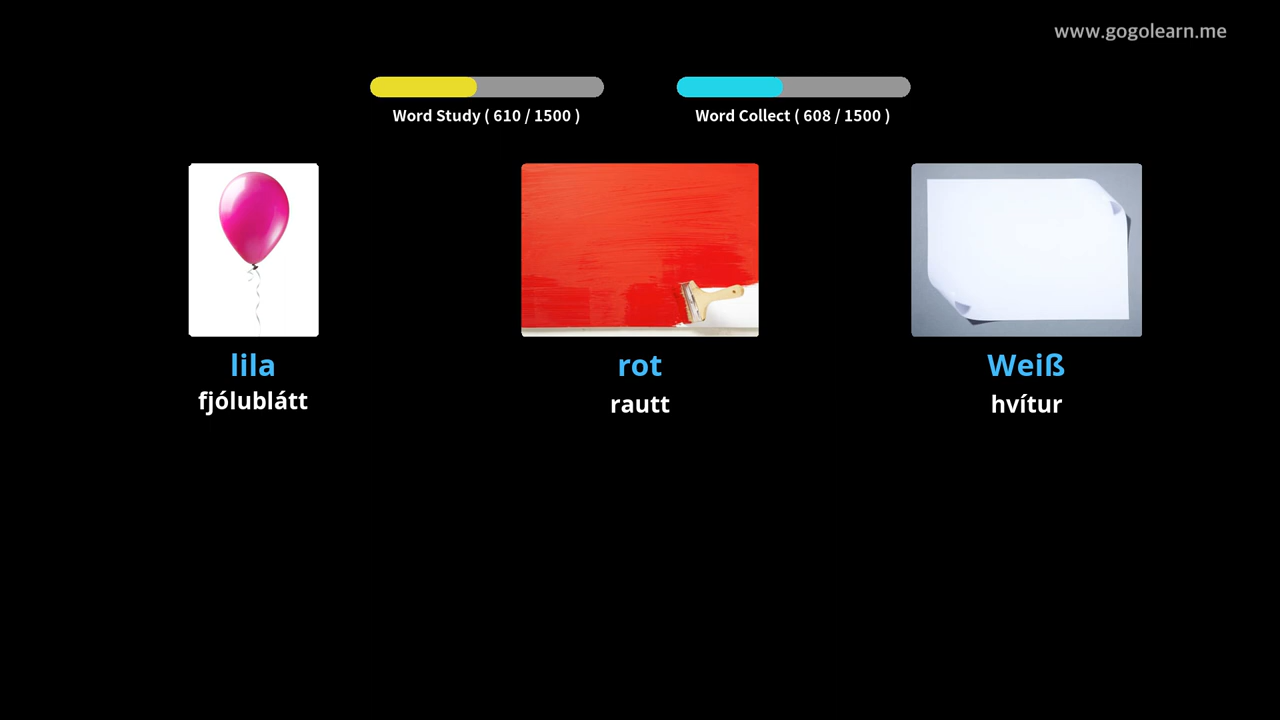 www.gogolearn.me
Word Study ( 610 / 1500 )
Word Collect ( 608 / 1500 )
lila
fjólublátt
rot
rautt
Weiß
hvítur